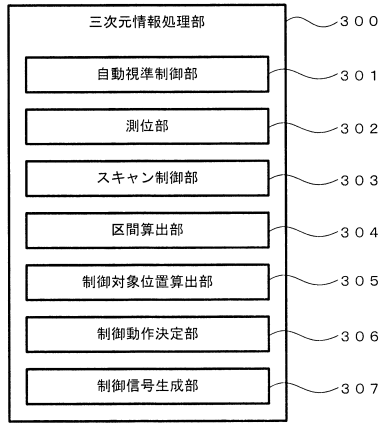 三次元情報処理部 300
自動視準制御部 301
測位部 302
スキャン制御部 303
区間算出部 304
制御対象位置算出部 305
制御動作決定部 306
制御信号生成部 307